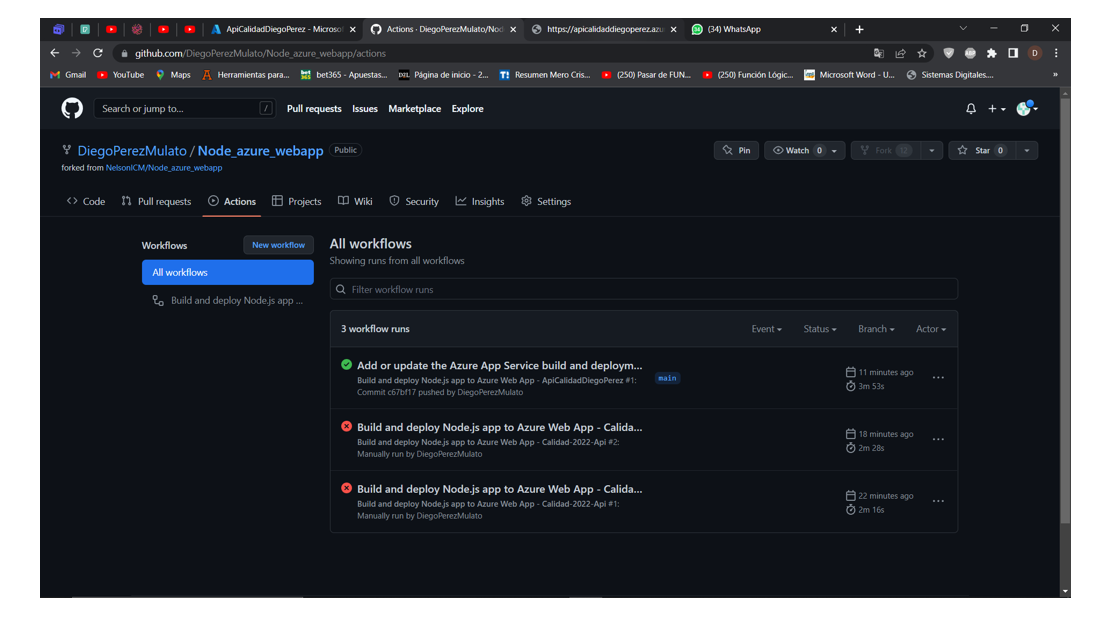 ApiCalidadDiegoPerez - Microsof
Actions · DiegoPerezMulato/Nod
https://apicalidaddiegoperez.azu
(34) WhatsApp
github.com/DiegoPerezMulato/Node_azure_webapp/actions
D
Gmail
YouTube
Maps
Herramientas para...
bet365 - Apuestas...
Página de inicio - 2...
Resumen Mero Cris...
(250) Pasar de FUN...
(250) Función Lógic...
Microsoft Word - U...
Sistemas Digitales....
»
Search or jump to...
/
Pull requests
Issues
Marketplace
Explore
DiegoPerezMulato / Node_azure_webapp
Public
Pin
Watch 0
Fork 12
Star 0
forked from NelsonICM/Node_azure_webapp
Code
Pull requests
Actions
Projects
Wiki
Security
Insights
Settings
Workflows
New workflow
All workflows
Build and deploy Node.js app ...
All workflows
Showing runs from all workflows
Filter workflow runs
3 workflow runs
Event
Status
Branch
Actor
Add or update the Azure App Service build and deploym...
Build and deploy Node.js app to Azure Web App - ApiCalidadDiegoPerez #1:
Commit c67bf17 pushed by DiegoPerezMulato
main
11 minutes ago
3m 53s
Build and deploy Node.js app to Azure Web App - Calida...
Build and deploy Node.js app to Azure Web App - Calidad-2022-Api #2:
Manually run by DiegoPerezMulato
18 minutes ago
2m 28s
Build and deploy Node.js app to Azure Web App - Calida...
Build and deploy Node.js app to Azure Web App - Calidad-2022-Api #1:
Manually run by DiegoPerezMulato
22 minutes ago
2m 16s